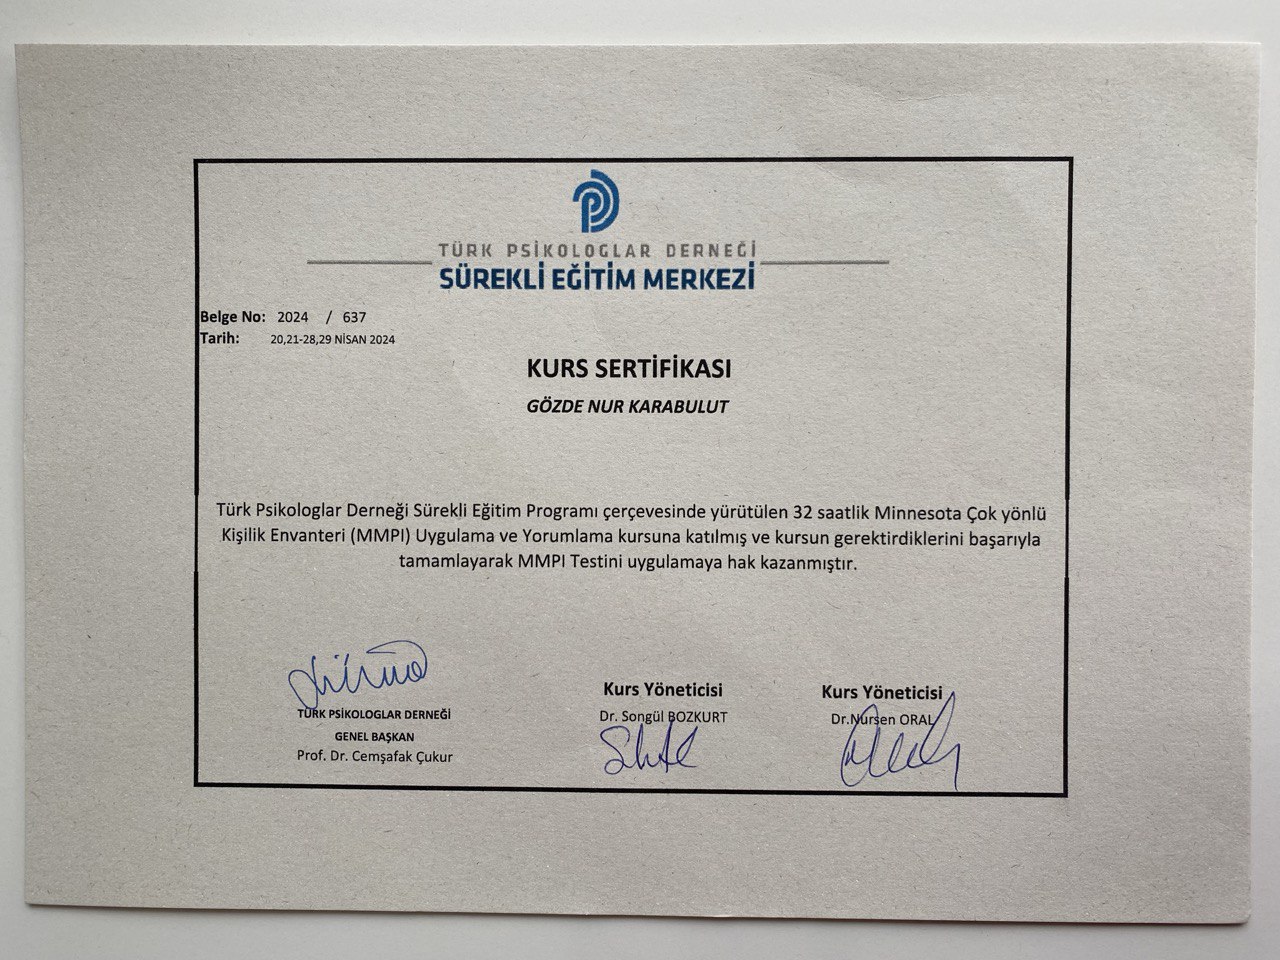 TÜRK PSİKOLOGLAR DERNEĞİ
SÜREKLİ EĞİTİM MERKEZİ
Belge No: 2024 / 637
Tarih: 20,21-28,29 NİSAN 2024
KURS SERTİFİKASI
GÖZDE NUR KARABULUT
Türk Psikologlar Derneği Sürekli Eğitim Programı çerçevesinde yürütülen 32 saatlik Minnesota Çok yönlü
Kişilik Envanteri (MMPI) Uygulama ve Yorumlama kursuna katılmış ve kursun gerektirdiklerini başarıyla
tamamlayarak MMPI Testini uygulamaya hak kazanmıştır.
TÜRK PSİKOLOGLAR DERNEĞİ
GENEL BAŞKAN
Prof. Dr. Cemşafak Çukur
Kurs Yöneticisi
Dr. Songül BOZKURT
Kurs Yöneticisi
Dr.Nurşen ORAL